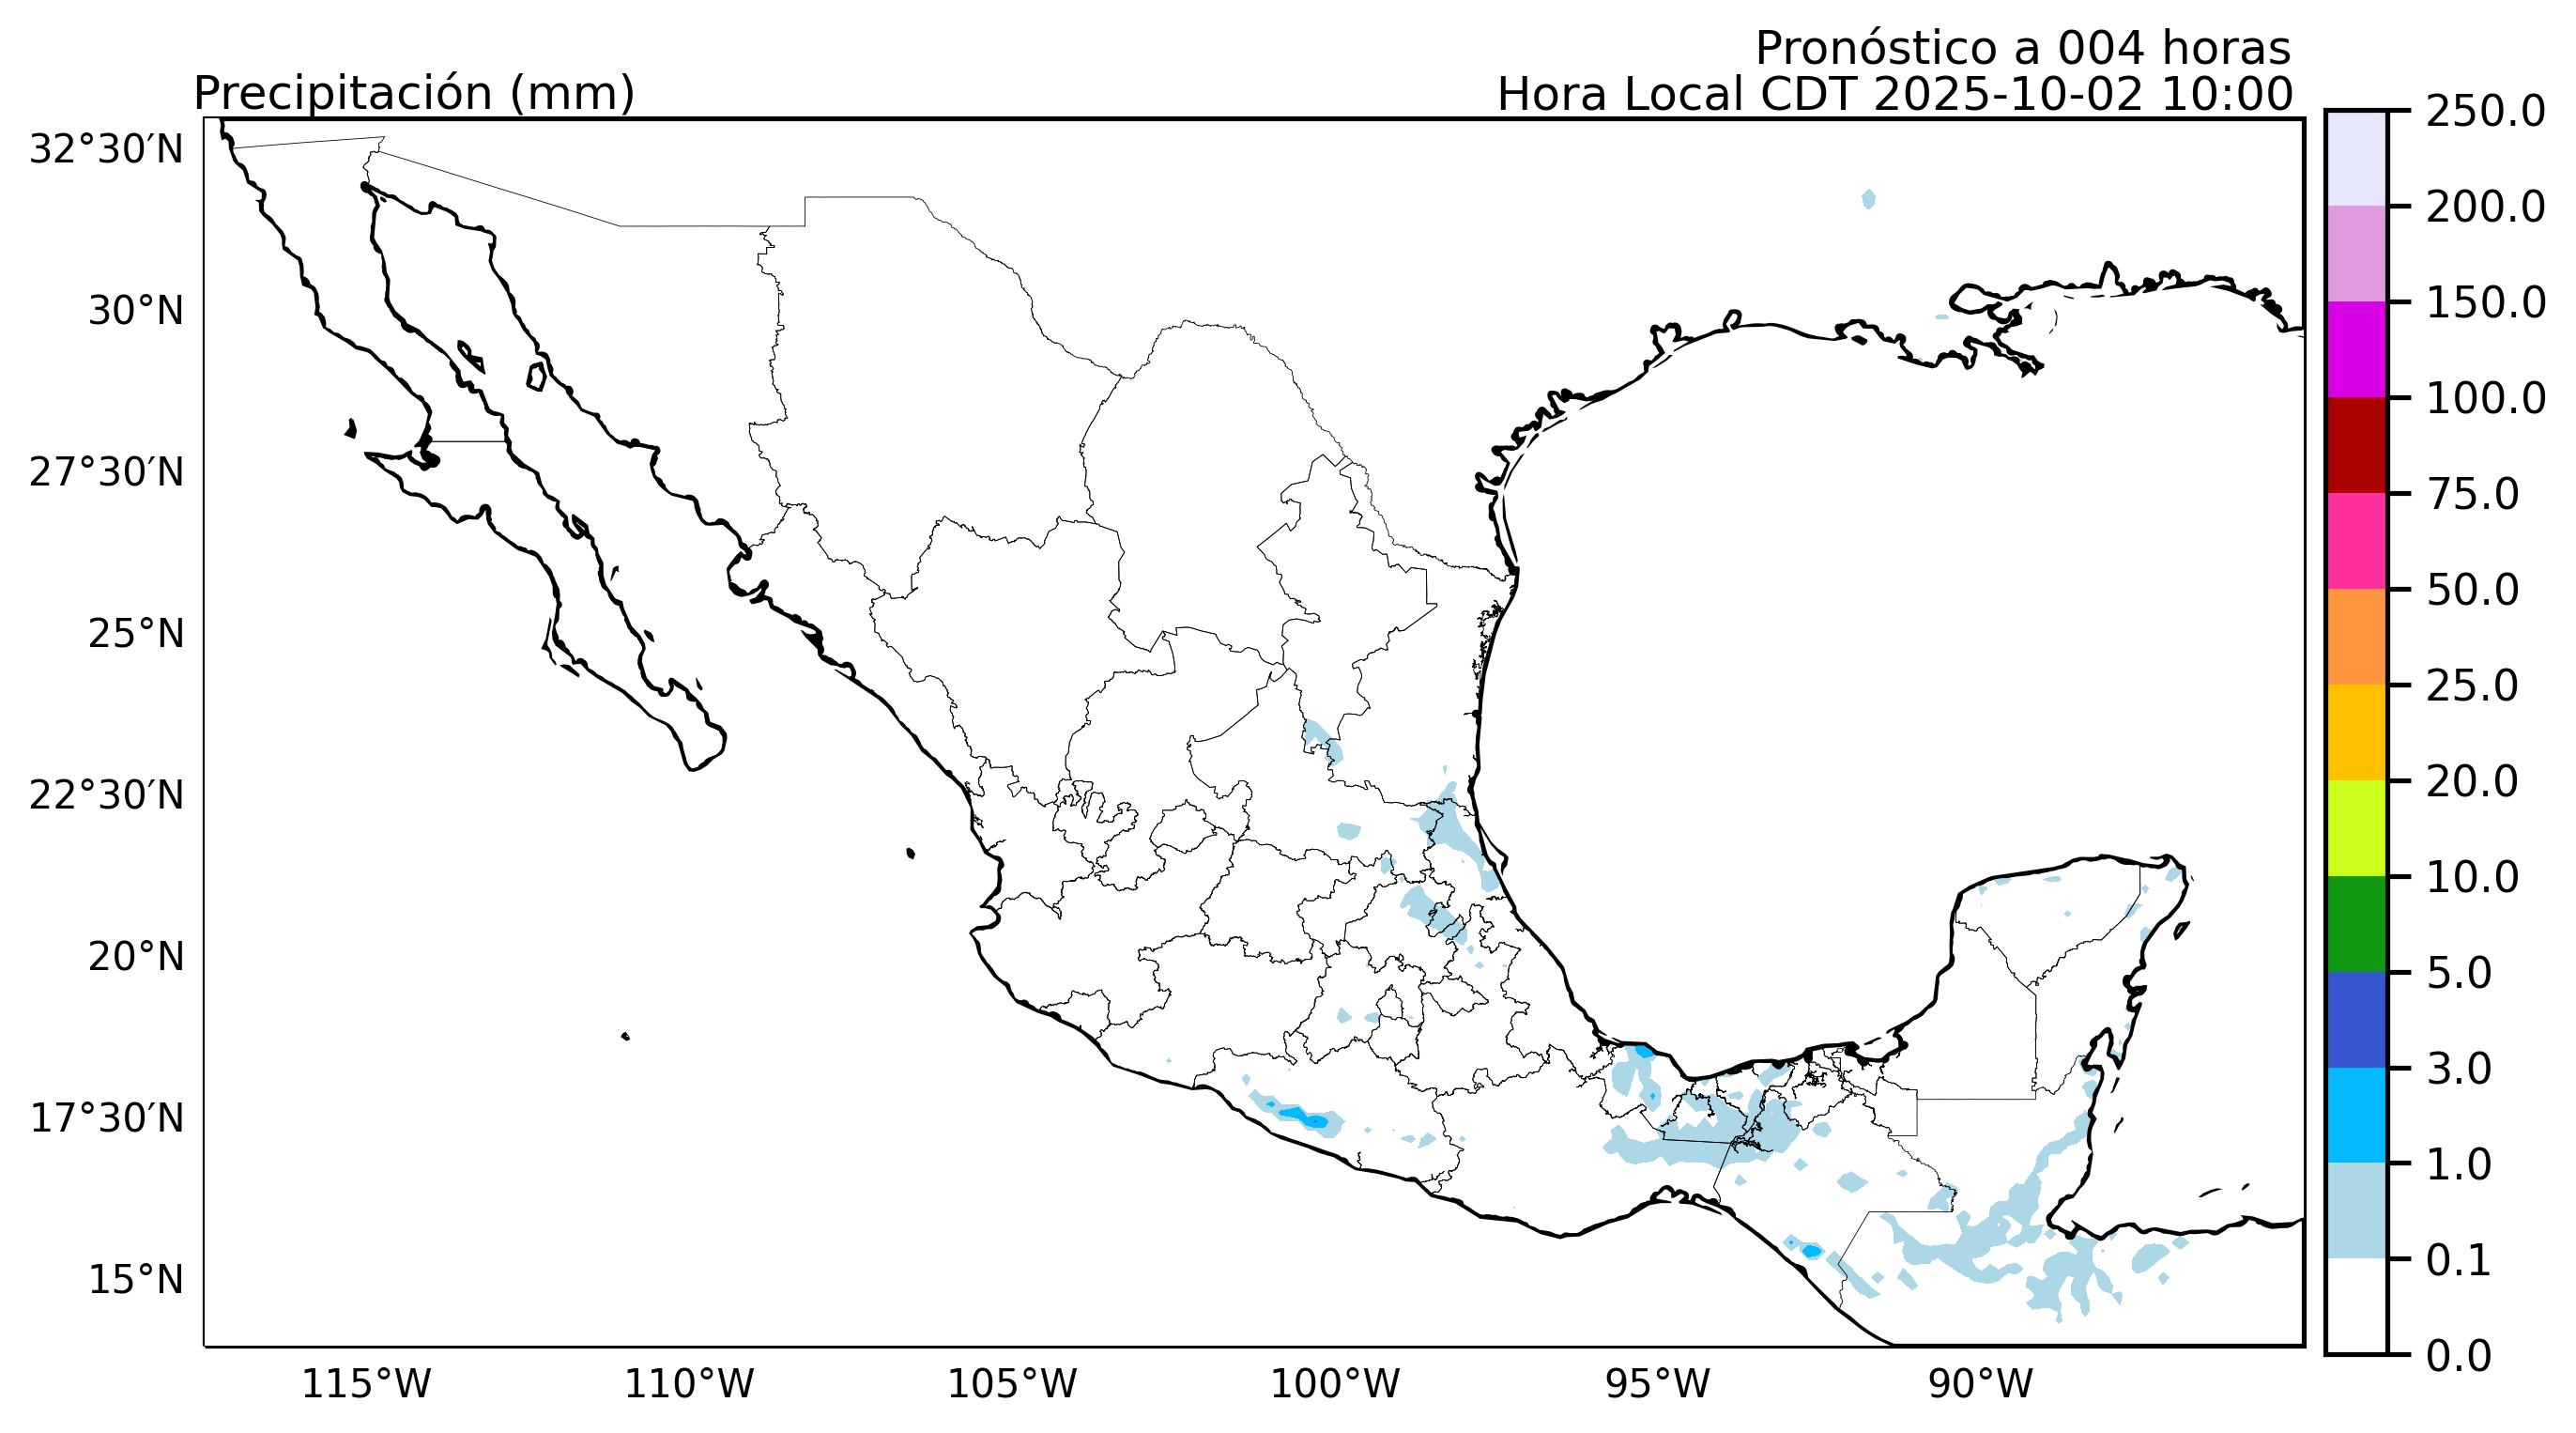 Pronóstico a 004 horas
Precipitación (mm)
Hora Local CDT 2025-10-02 10:00
32°30′N
30°N
27°30′N
25°N
22°30′N
20°N
17°30′N
15°N
115°W
110°W
105°W
100°W
95°W
90°W
250.0
200.0
150.0
100.0
75.0
50.0
25.0
20.0
10.0
5.0
3.0
1.0
0.1
0.0